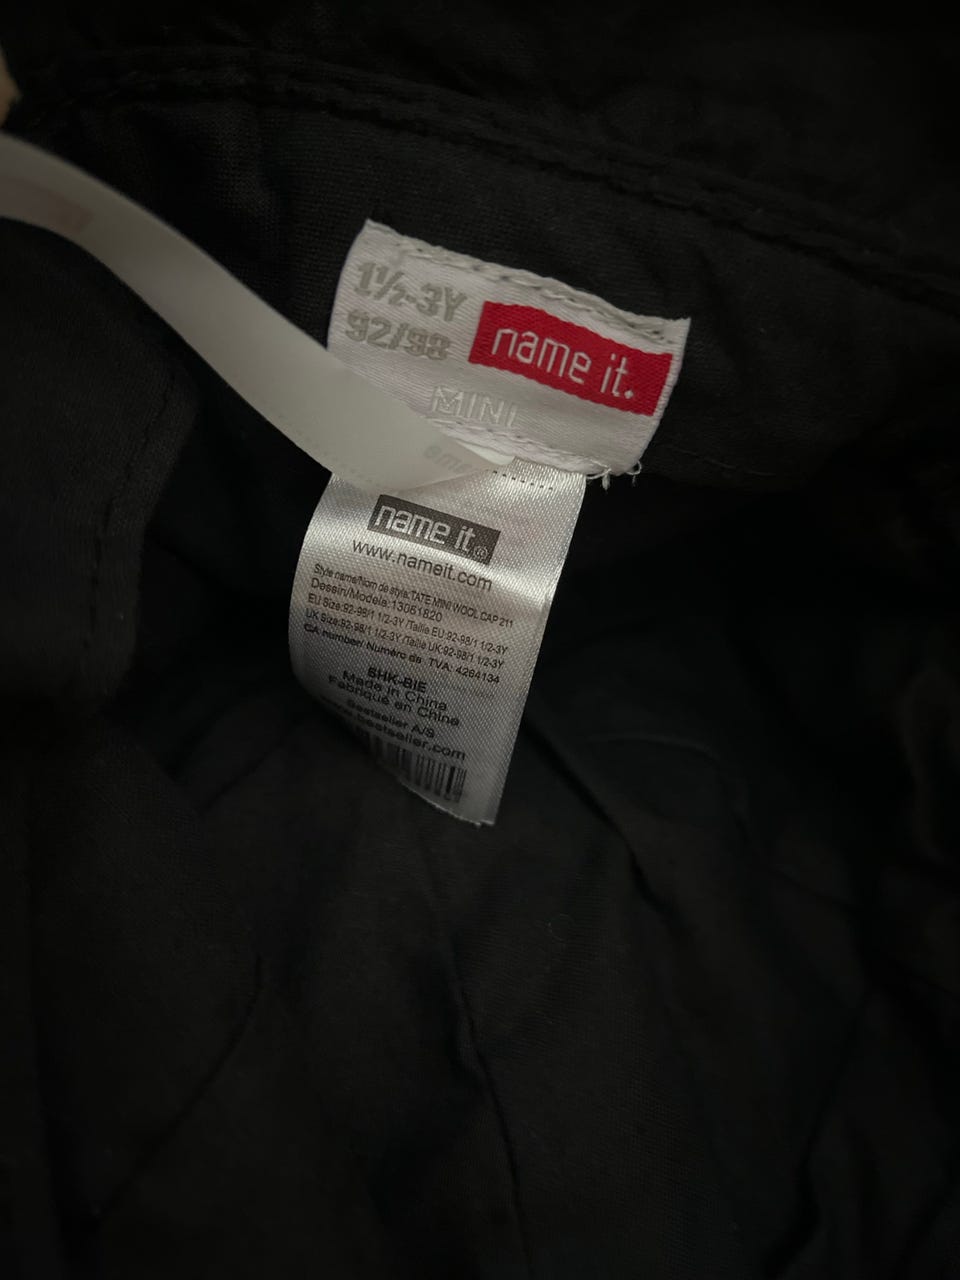 1½-3Y
92/98
name it.
MINI
name it®
www.nameit.com
Style name/Nom de style:TATE MINI WOOL CAP 211
Dessin/Modele:13061820
EU Size:92-98/1 1/2-3Y /Taille EU:92-98/1 1/2-3Y
UK Size:92-98/1 1/2-3Y /Taille UK:92-98/1 1/2-3Y
CA number/ Numéro de TVA: 4264134
SHK-BIE
Made in China
Fabriqué en Chine
Bestseller A/S
bestseller.com